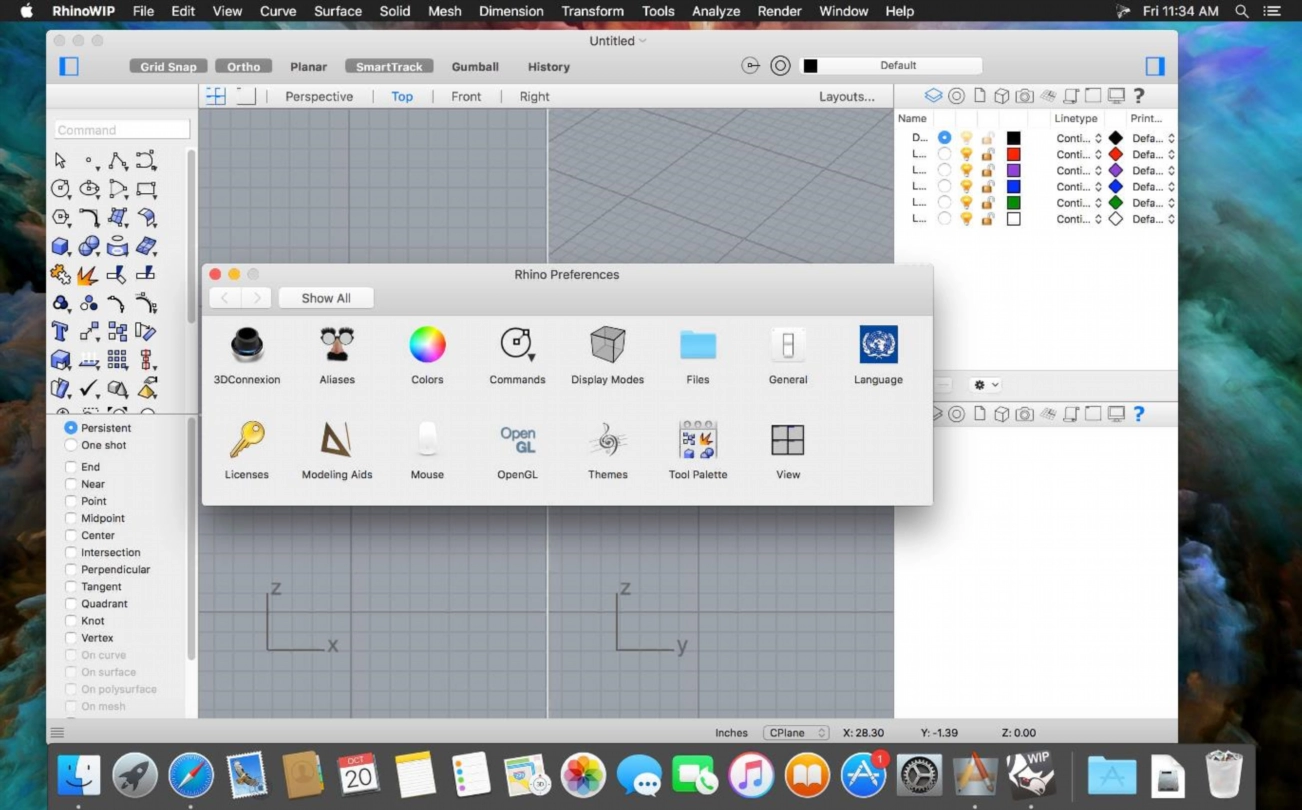 RhinoWIP File Edit View Curve Surface Solid Mesh Dimension Transform Tools Analyze Render Window Help Fri 11:34 AM
Untitled
Grid Snap Ortho Planar SmartTrack Gumball History Default
Perspective Top Front Right Layouts...
Command
Name Linetype Print...
D... Conti... Defa...
L... Conti... Defa...
L... Conti... Defa...
L... Conti... Defa...
L... Conti... Defa...
L... Conti... Defa...
Rhino Preferences
Show All
3DConnexion Aliases Colors Commands Display Modes Files General Language
Open
GL
Licenses Modeling Aids Mouse OpenGL Themes Tool Palette View
Persistent
One shot
End
Near
Point
Midpoint
Center
Intersection
Perpendicular
Tangent
Quadrant
Knot
Vertex
On curve
On surface
On polysurface
On mesh
z
x
z
y
Inches CPlane X: 28.30 Y: -1.39 Z: 0.00
OCT
20
1
WIP